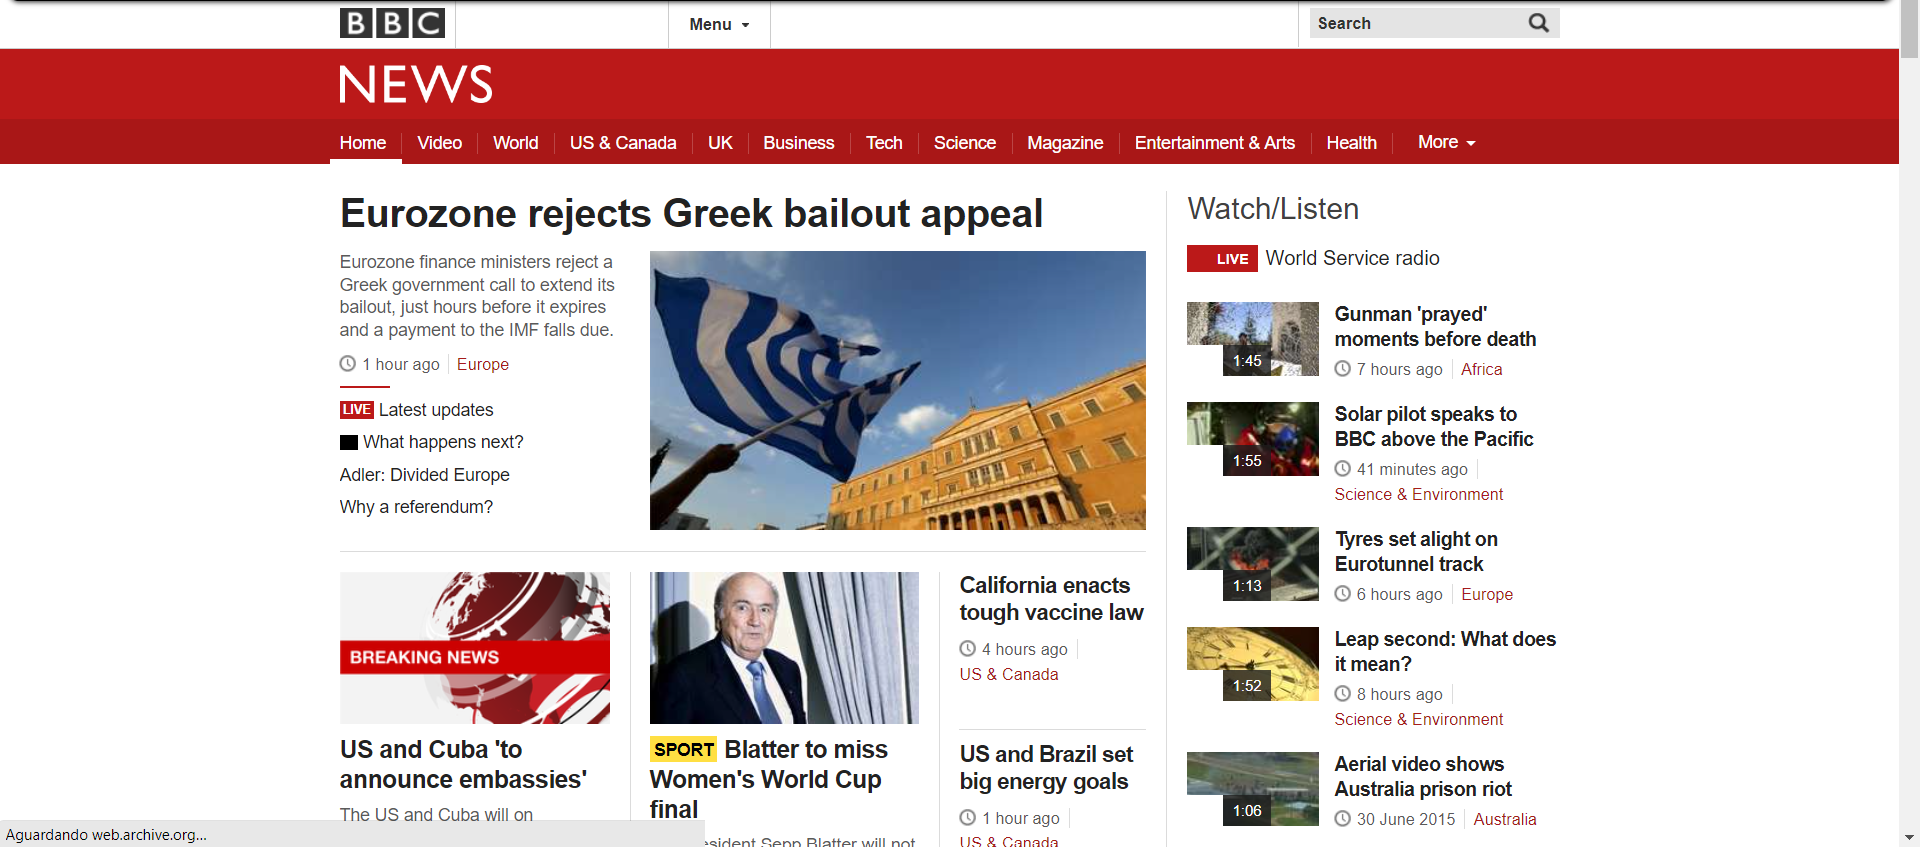 BBC
Menu
Search
NEWS
Home
Video
World
US & Canada
UK
Business
Tech
Science
Magazine
Entertainment & Arts
Health
More
Eurozone rejects Greek bailout appeal
Eurozone finance ministers reject a
Greek government call to extend its
bailout, just hours before it expires
and a payment to the IMF falls due.
1 hour ago
Europe
LIVE Latest updates
What happens next?
Adler: Divided Europe
Why a referendum?
BREAKING NEWS
US and Cuba 'to
announce embassies'
The US and Cuba will on
SPORT Blatter to miss
Women's World Cup
final
esident Sepp Blatter will not
California enacts
tough vaccine law
4 hours ago
US & Canada
US and Brazil set
big energy goals
1 hour ago
US & Canada
Watch/Listen
LIVE World Service radio
1:45
Gunman 'prayed'
moments before death
7 hours ago
Africa
1:55
Solar pilot speaks to
BBC above the Pacific
41 minutes ago
Science & Environment
1:13
Tyres set alight on
Eurotunnel track
6 hours ago
Europe
1:52
Leap second: What does
it mean?
8 hours ago
Science & Environment
1:06
Aerial video shows
Australia prison riot
30 June 2015
Australia
Aguardando web.archive.org...